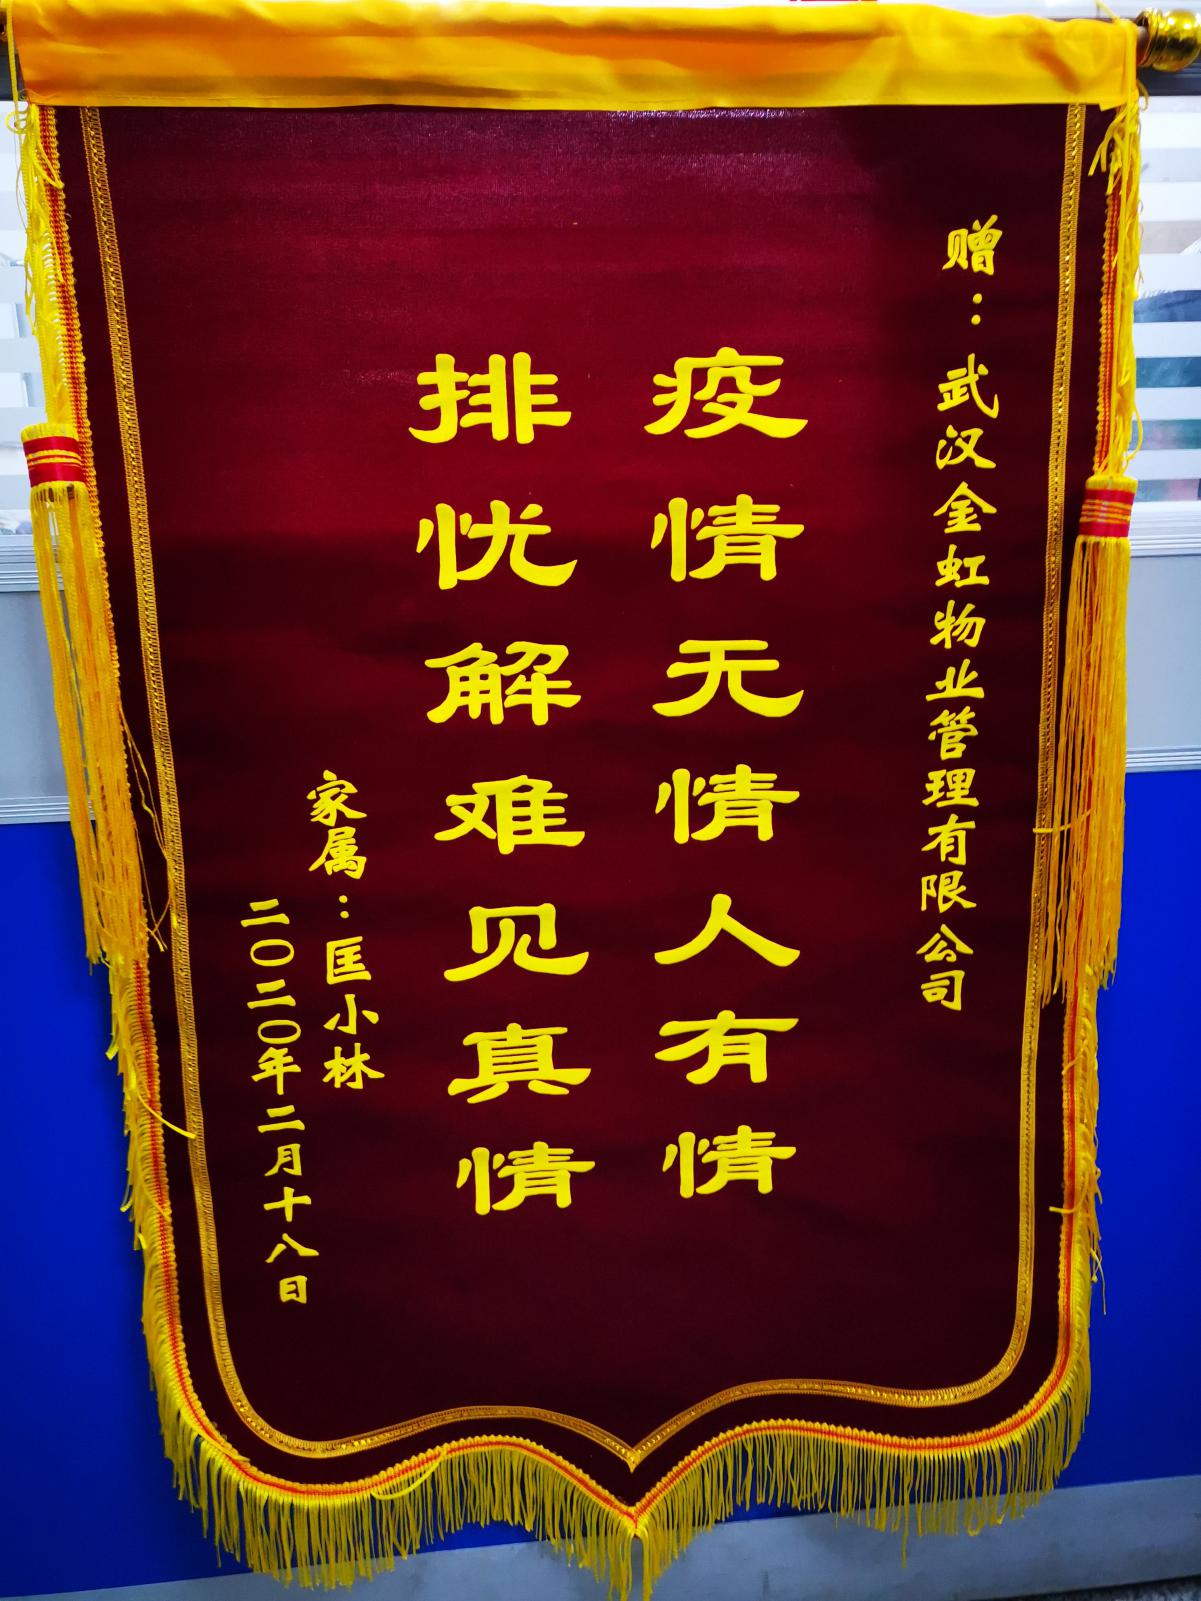 赠：武汉金虹物业管理有限公司
疫情无情人有情
排忧解难见真情
家属：匡小林
二〇二〇年二月十八日